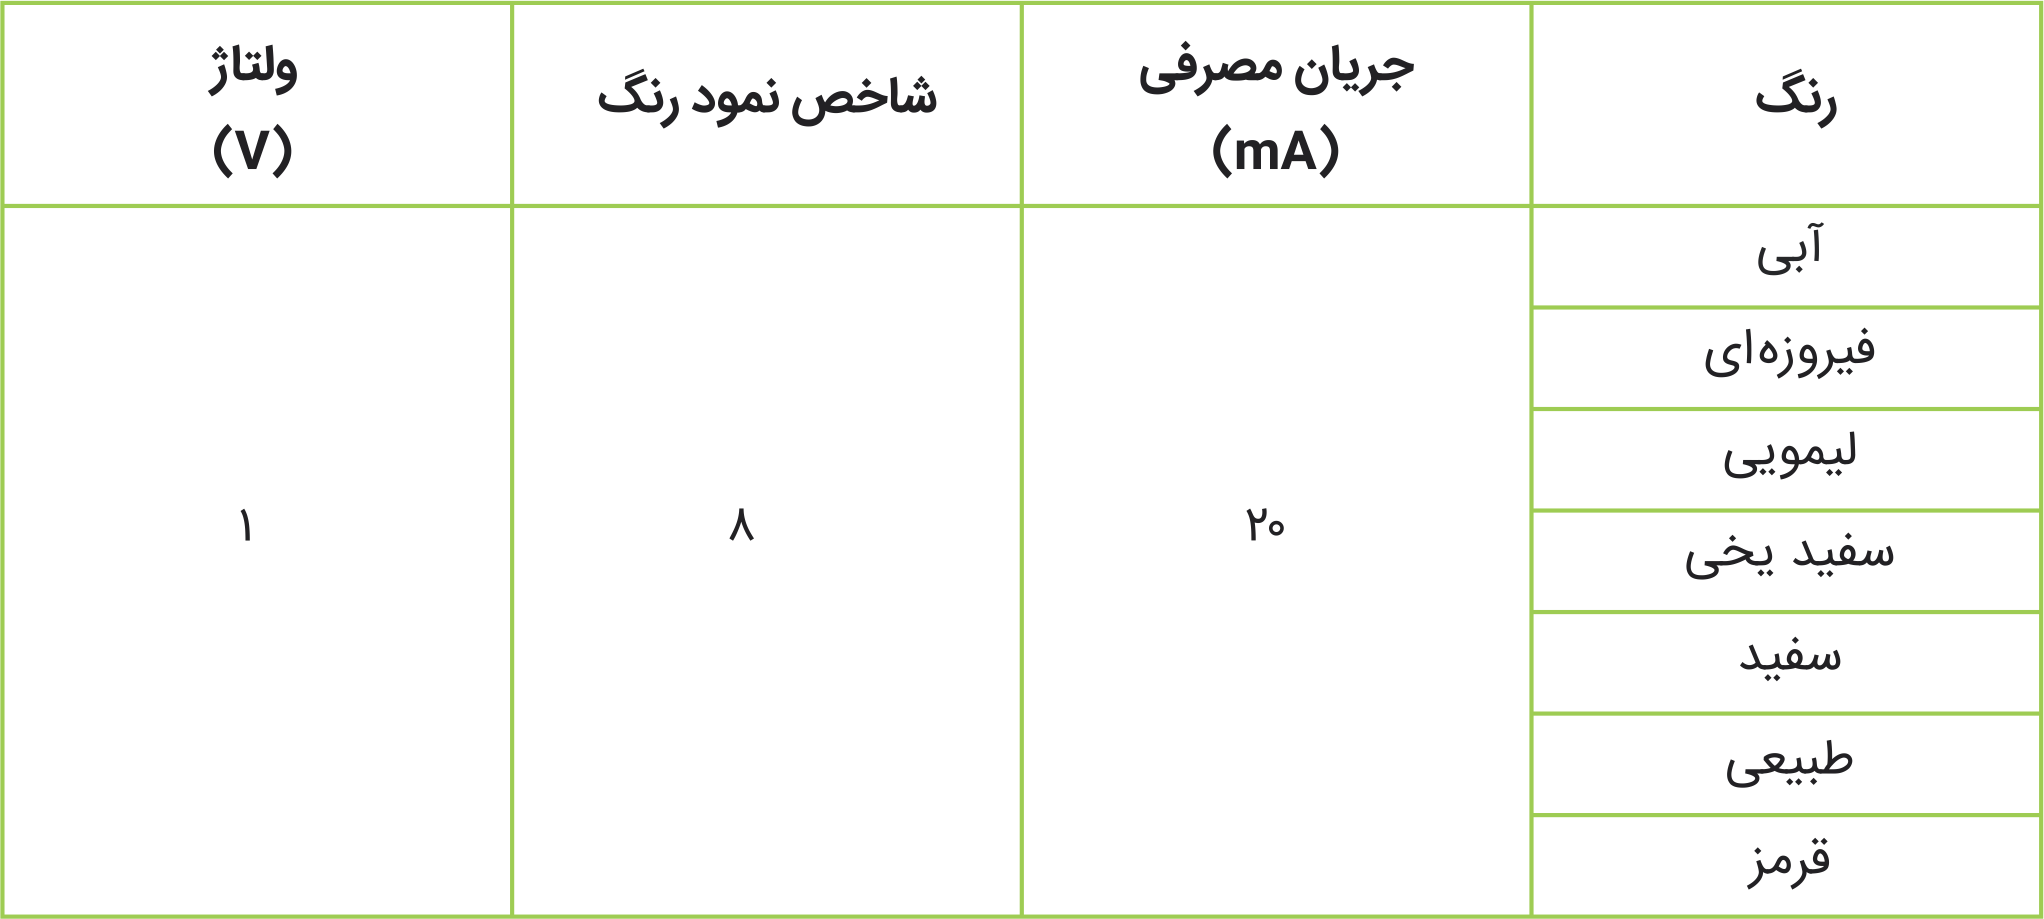 رنگ
جریان مصرفی
(mA)
شاخص نمود رنگ
ولتاژ
(V)
آبی
فیروزه‌ای
لیمویی
سفید یخی
سفید
طبیعی
قرمز
۲۰
۸
۱